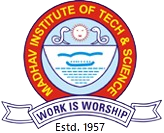 MADHAV INSTITUTE OF TECH & SCIENCE
WORK IS WORSHIP
Estd. 1957